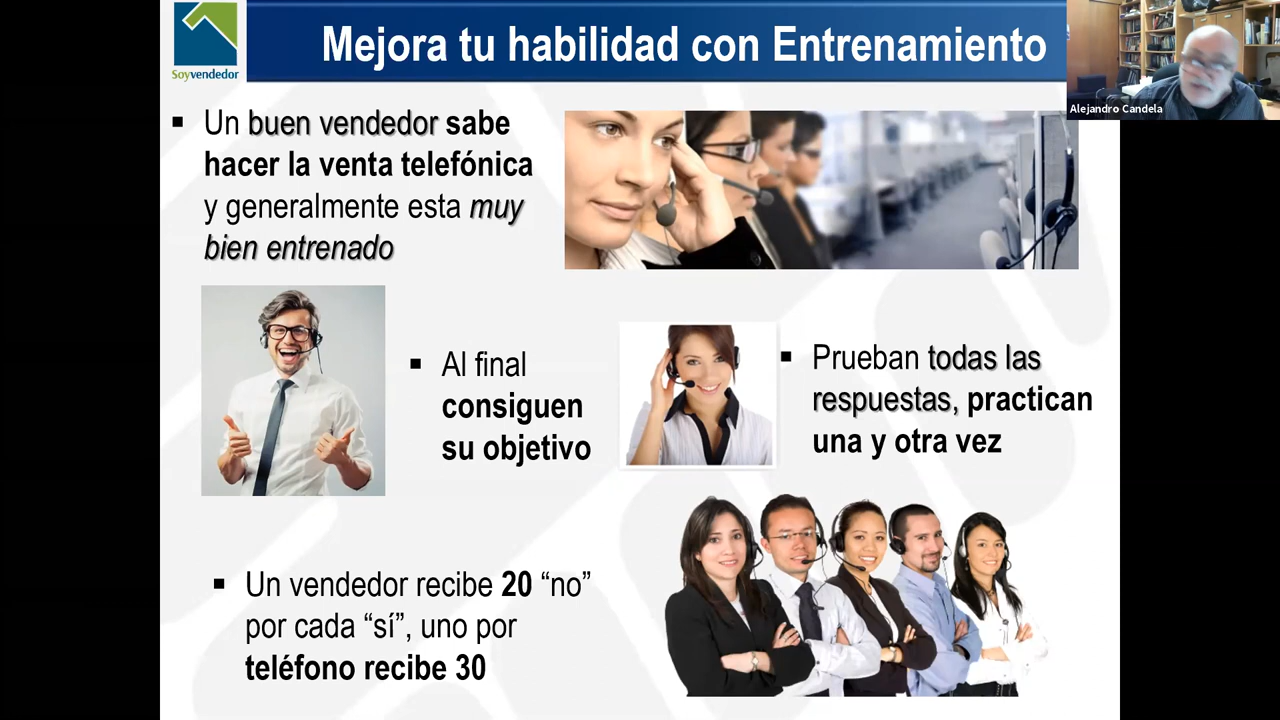 Mejora tu habilidad con Entrenamiento
Soyvendedor
Alejandro Candela
▪ Un buen vendedor sabe
hacer la venta telefónica
y generalmente esta muy
bien entrenado
▪ Al final
consiguen
su objetivo
▪ Prueban todas las
respuestas, practican
una y otra vez
▪ Un vendedor recibe 20 “no”
por cada “sí”, uno por
teléfono recibe 30